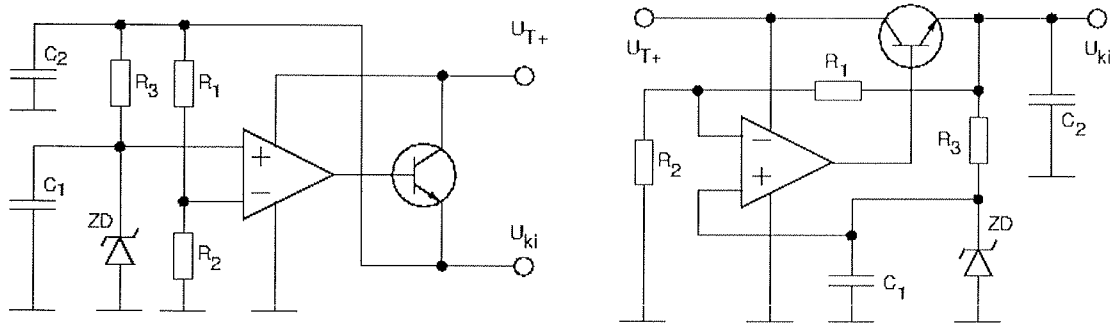 C2
R3
R1
UT+
+
−
C1
ZD
R2
Uki
UT+
Uki
R1
C2
R2
−
+
R3
ZD
C1